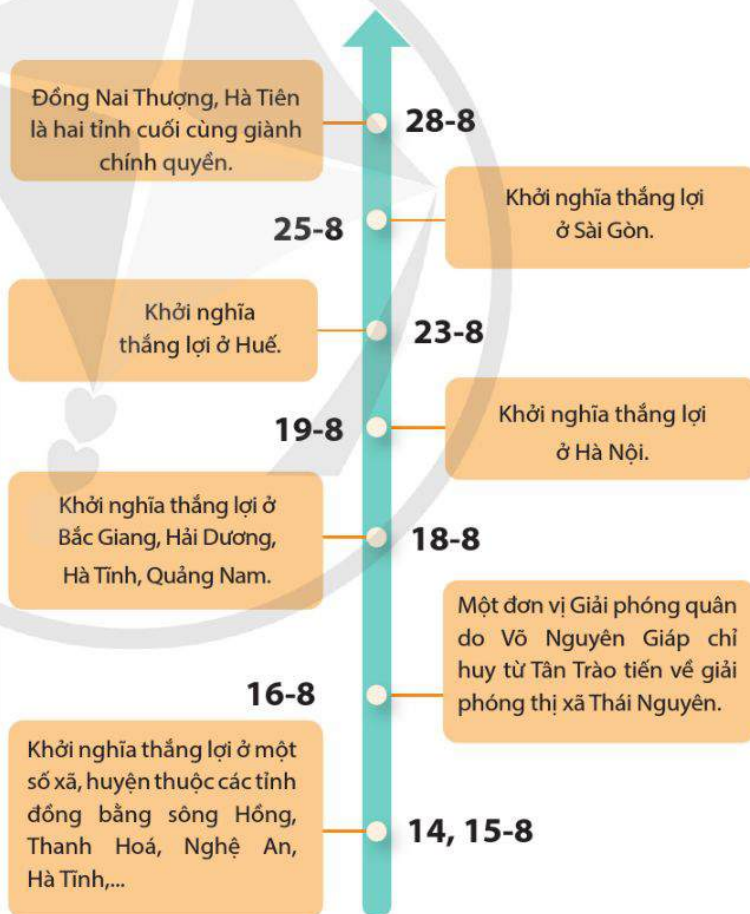 Đồng Nai Thượng, Hà Tiên
là hai tỉnh cuối cùng giành
chính quyền.
28-8
Khởi nghĩa thắng lợi
ở Sài Gòn.
25-8
Khởi nghĩa
thắng lợi ở Huế.
23-8
Khởi nghĩa thắng lợi
ở Hà Nội.
19-8
Khởi nghĩa thắng lợi ở
Bắc Giang, Hải Dương,
Hà Tĩnh, Quảng Nam.
18-8
Một đơn vị Giải phóng quân
do Võ Nguyên Giáp chỉ
huy từ Tân Trào tiến về giải
phóng thị xã Thái Nguyên.
16-8
Khởi nghĩa thắng lợi ở một
số xã, huyện thuộc các tỉnh
đồng bằng sông Hồng,
Thanh Hoá, Nghệ An,
Hà Tĩnh,...
14, 15-8